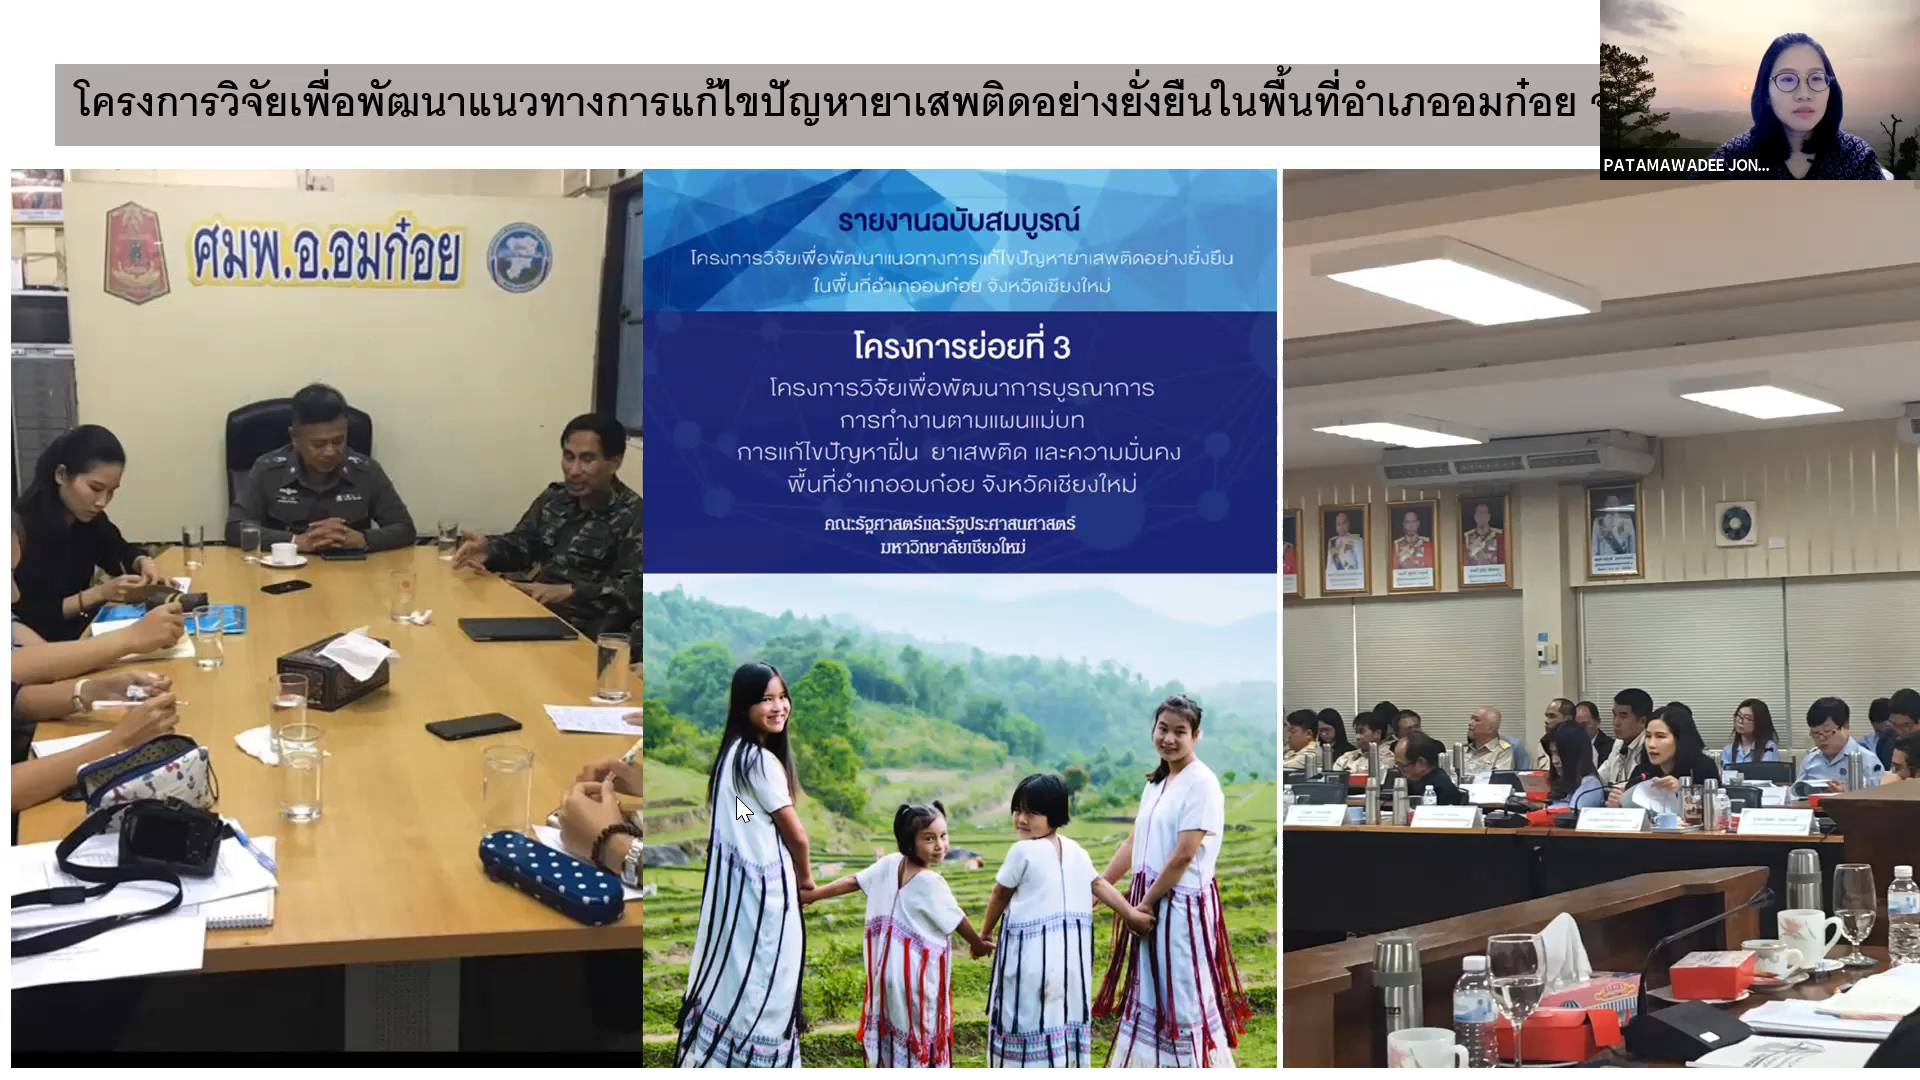 โครงการวิจัยเพื่อพัฒนาแนวทางการแก้ไขปัญหายาเสพติดอย่างยั่งยืนในพื้นที่อำเภออมก๋อย
PATAMAWADEE JON...
ศมพ.อ.อมก๋อย
รายงานฉบับสมบูรณ์
โครงการวิจัยเพื่อพัฒนาแนวทางการแก้ไขปัญหายาเสพติดอย่างยั่งยืน
ในพื้นที่อำเภออมก๋อย จังหวัดเชียงใหม่
โครงการย่อยที่ 3
โครงการวิจัยเพื่อพัฒนาการบูรณาการ
การทำงานตามแผนแม่บท
การแก้ไขปัญหาฝิ่น ยาเสพติด และความมั่นคง
พื้นที่อำเภออมก๋อย จังหวัดเชียงใหม่
คณะรัฐศาสตร์และรัฐประศาสนศาสตร์
มหาวิทยาลัยเชียงใหม่